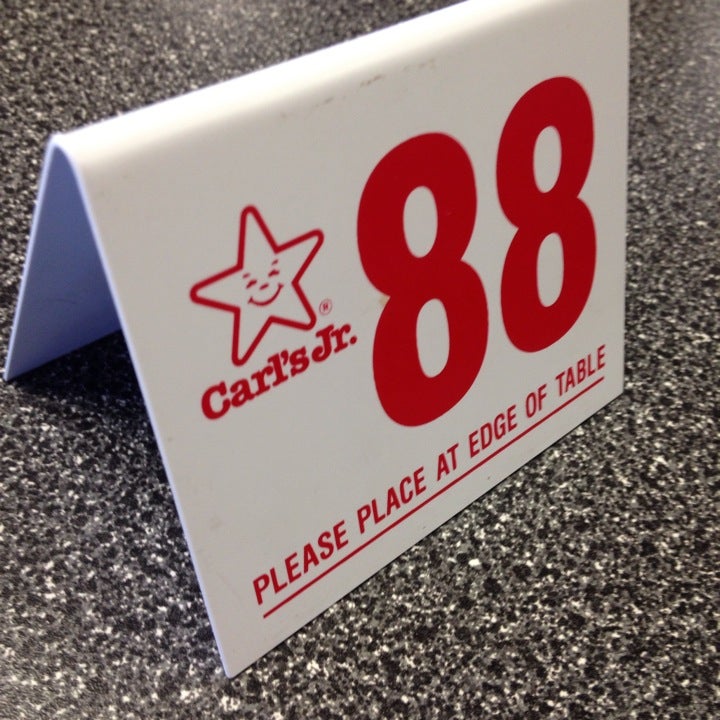 88
®
Carl's Jr.
PLEASE PLACE AT EDGE OF TABLE